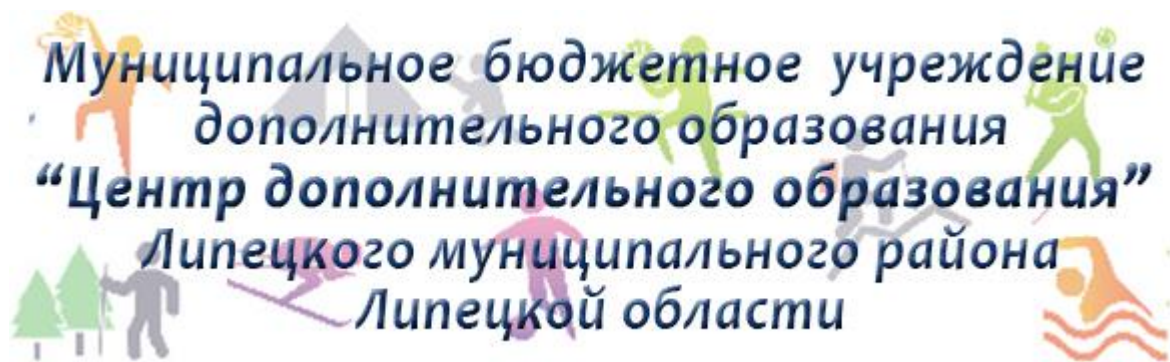 Муниципальное бюджетное учреждение
дополнительного образования
“Центр дополнительного образования”
Липецкого муниципального района
Липецкой области